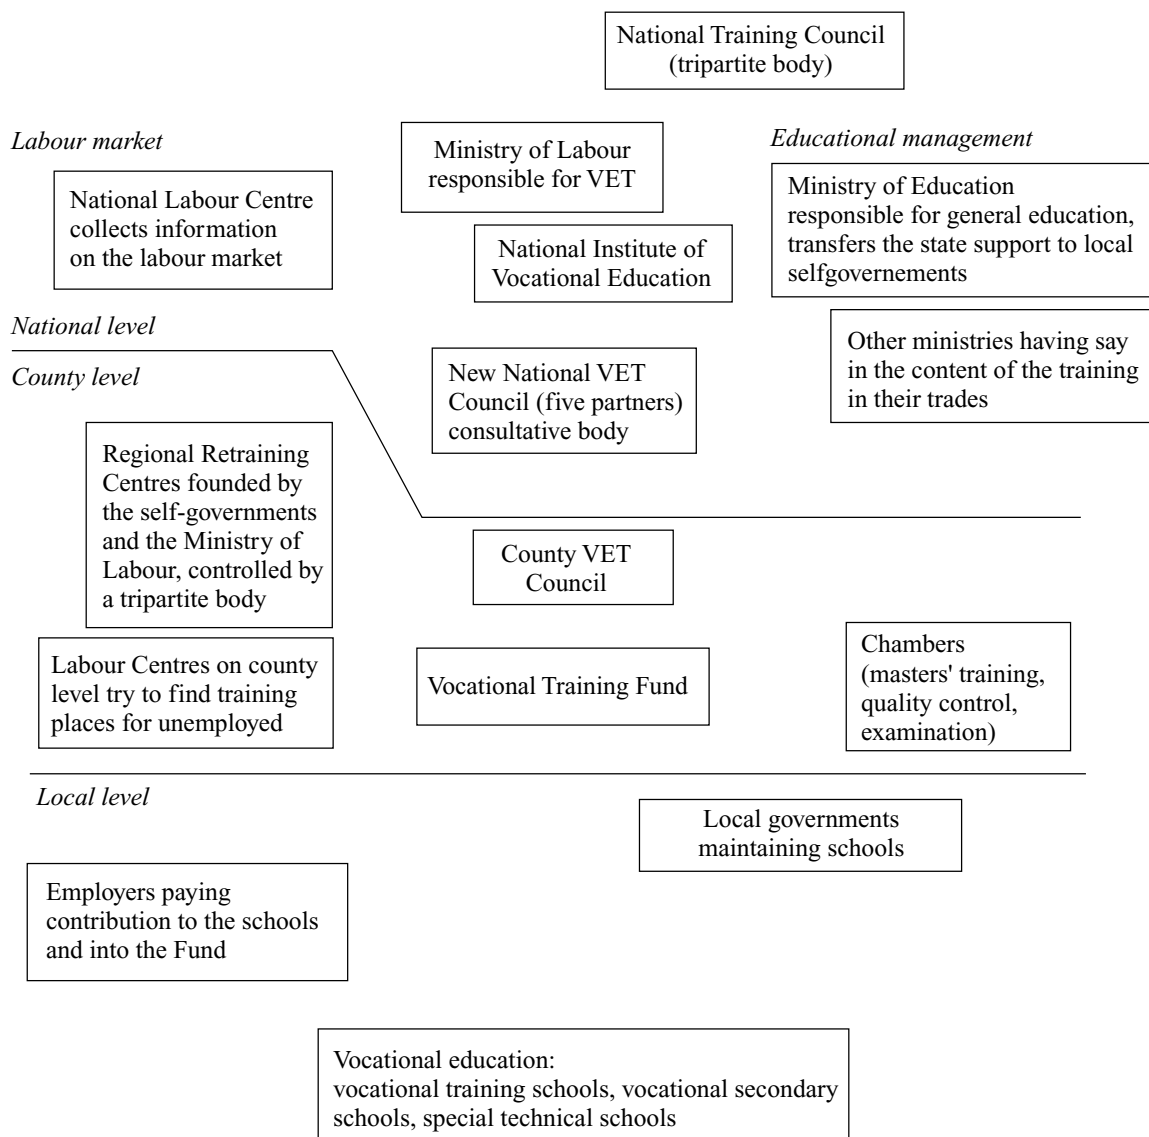 National Training Council
(tripartite body)
Labour market
Ministry of Labour
responsible for VET
Educational management
National Labour Centre
collects information
on the labour market
Ministry of Education
responsible for general education,
transfers the state support to local
selfgovernements
National Institute of
Vocational Education
National level
Other ministries having say
in the content of the training
in their trades
County level
New National VET
Council (five partners)
consultative body
Regional Retraining
Centres founded by
the self-governments
and the Ministry of
Labour, controlled by
a tripartite body
County VET
Council
Labour Centres on county
level try to find training
places for unemployed
Vocational Training Fund
Chambers
(masters' training,
quality control,
examination)
Local level
Local governments
maintaining schools
Employers paying
contribution to the schools
and into the Fund
Vocational education:
vocational training schools, vocational secondary
schools, special technical schools